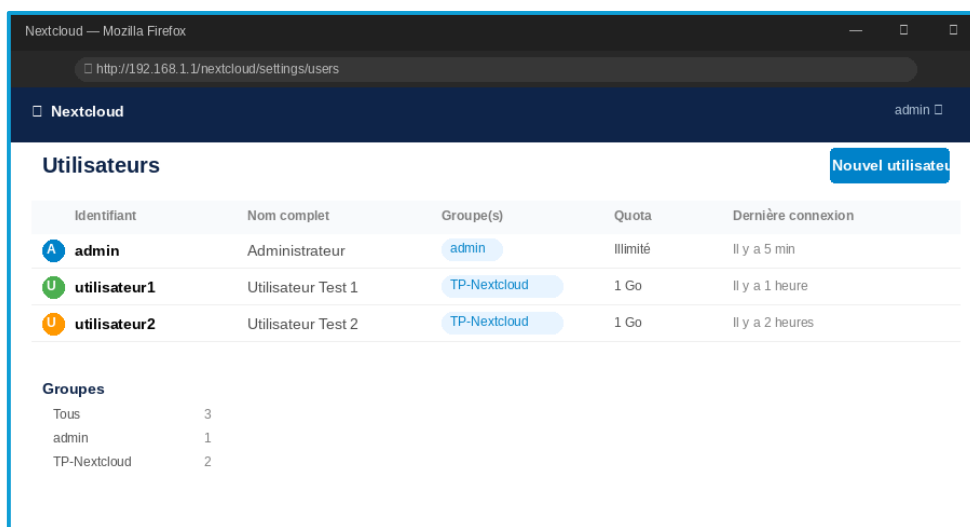 Nextcloud — Mozilla Firefox
http://192.168.1.1/nextcloud/settings/users
Nextcloud admin
Utilisateurs Nouvel utilisateu
Identifiant Nom complet Groupe(s) Quota Dernière connexion
A admin Administrateur admin Illimité Il y a 5 min
U utilisateur1 Utilisateur Test 1 TP-Nextcloud 1 Go Il y a 1 heure
U utilisateur2 Utilisateur Test 2 TP-Nextcloud 1 Go Il y a 2 heures
Groupes
Tous 3
admin 1
TP-Nextcloud 2